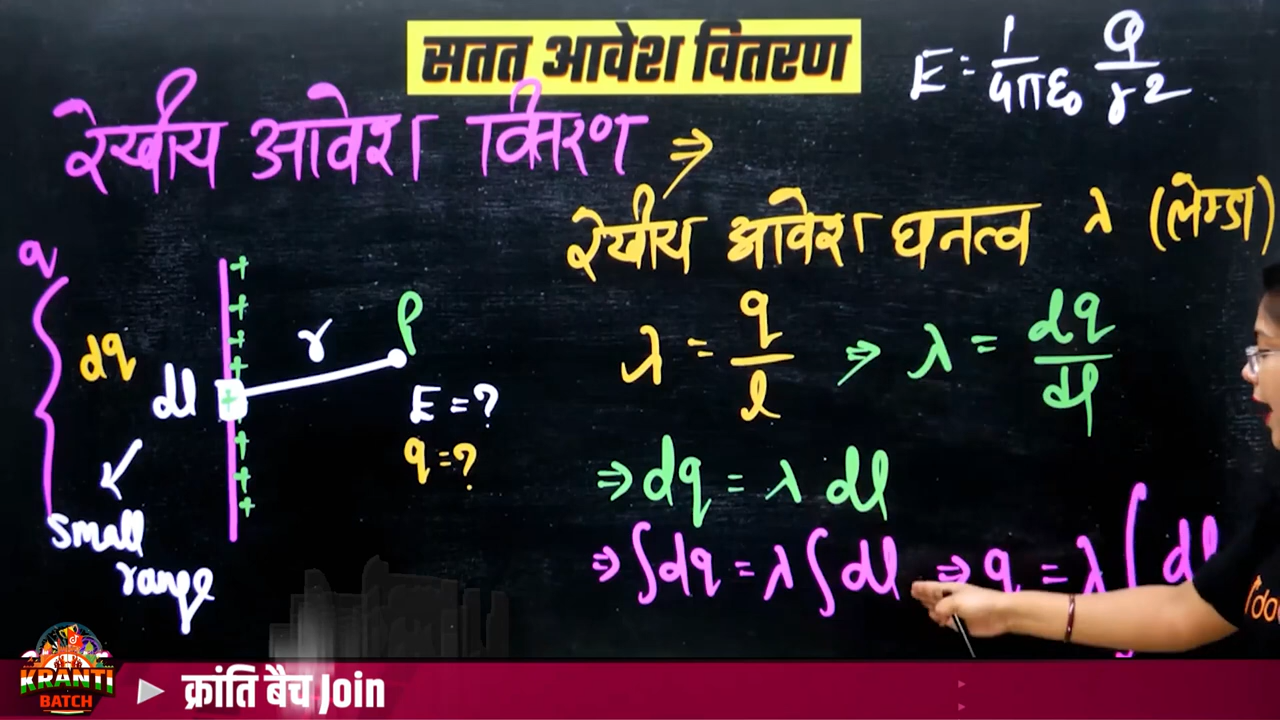 सतत आवेश वितरण
E = 1/4πε₀ Q/r2
रेखीय आवेश वितरण ⇒
रेखीय आवेश घनत्व λ (लेम्डा)
q
dq
dl
small
range
r
P
E = ?
q = ?
+ + + + + + + +
λ = q/l ⇒ λ = dq/dl
⇒ dq = λ dl
⇒ ∫dq = λ∫dl ⇒ q = λ∫dl
KRANTI
BATCH
क्रांति बैच Join